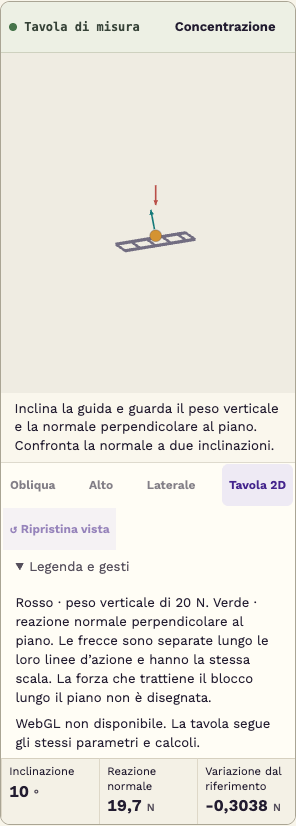 Tavola di misura
Concentrazione
Inclina la guida e guarda il peso verticale
e la normale perpendicolare al piano.
Confronta la normale a due inclinazioni.
Obliqua
Alto
Laterale
Tavola 2D
↺ Ripristina vista
▼ Legenda e gesti
Rosso · peso verticale di 20 N. Verde ·
reazione normale perpendicolare al
piano. Le frecce sono separate lungo le
loro linee d’azione e hanno la stessa
scala. La forza che trattiene il blocco
lungo il piano non è disegnata.
WebGL non disponibile. La tavola segue
gli stessi parametri e calcoli.
Inclinazione
10 °
Reazione
normale
19,7 N
Variazione dal
riferimento
-0,3038 N